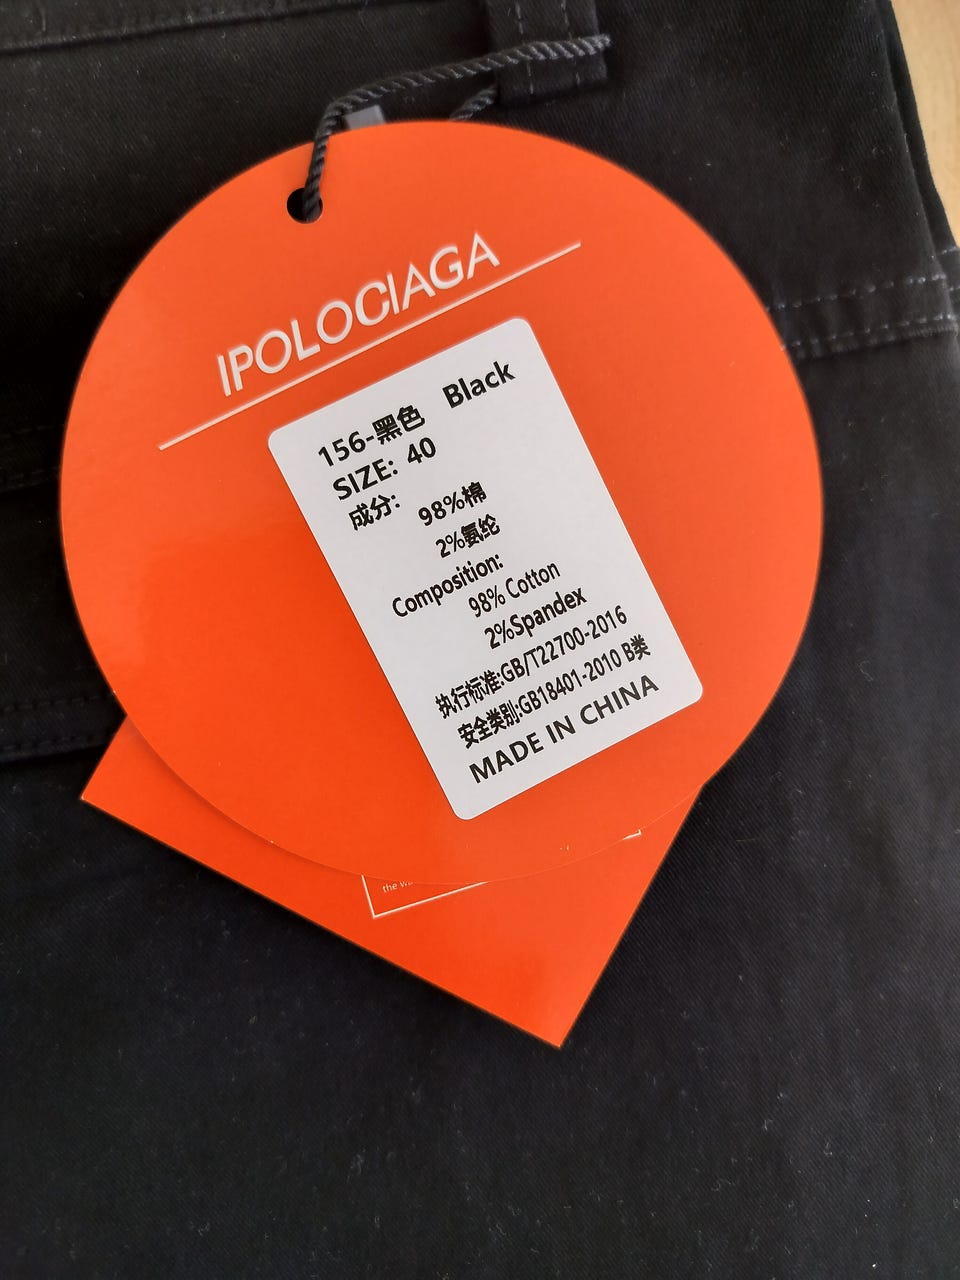 IPOLOCIAGA
156-黑色 Black
SIZE: 40
成分: 98%棉
2%氨纶
Composition:
98% Cotton
2%Spandex
执行标准:GB/T22700-2016
安全类别:GB18401-2010 B类
MADE IN CHINA
the